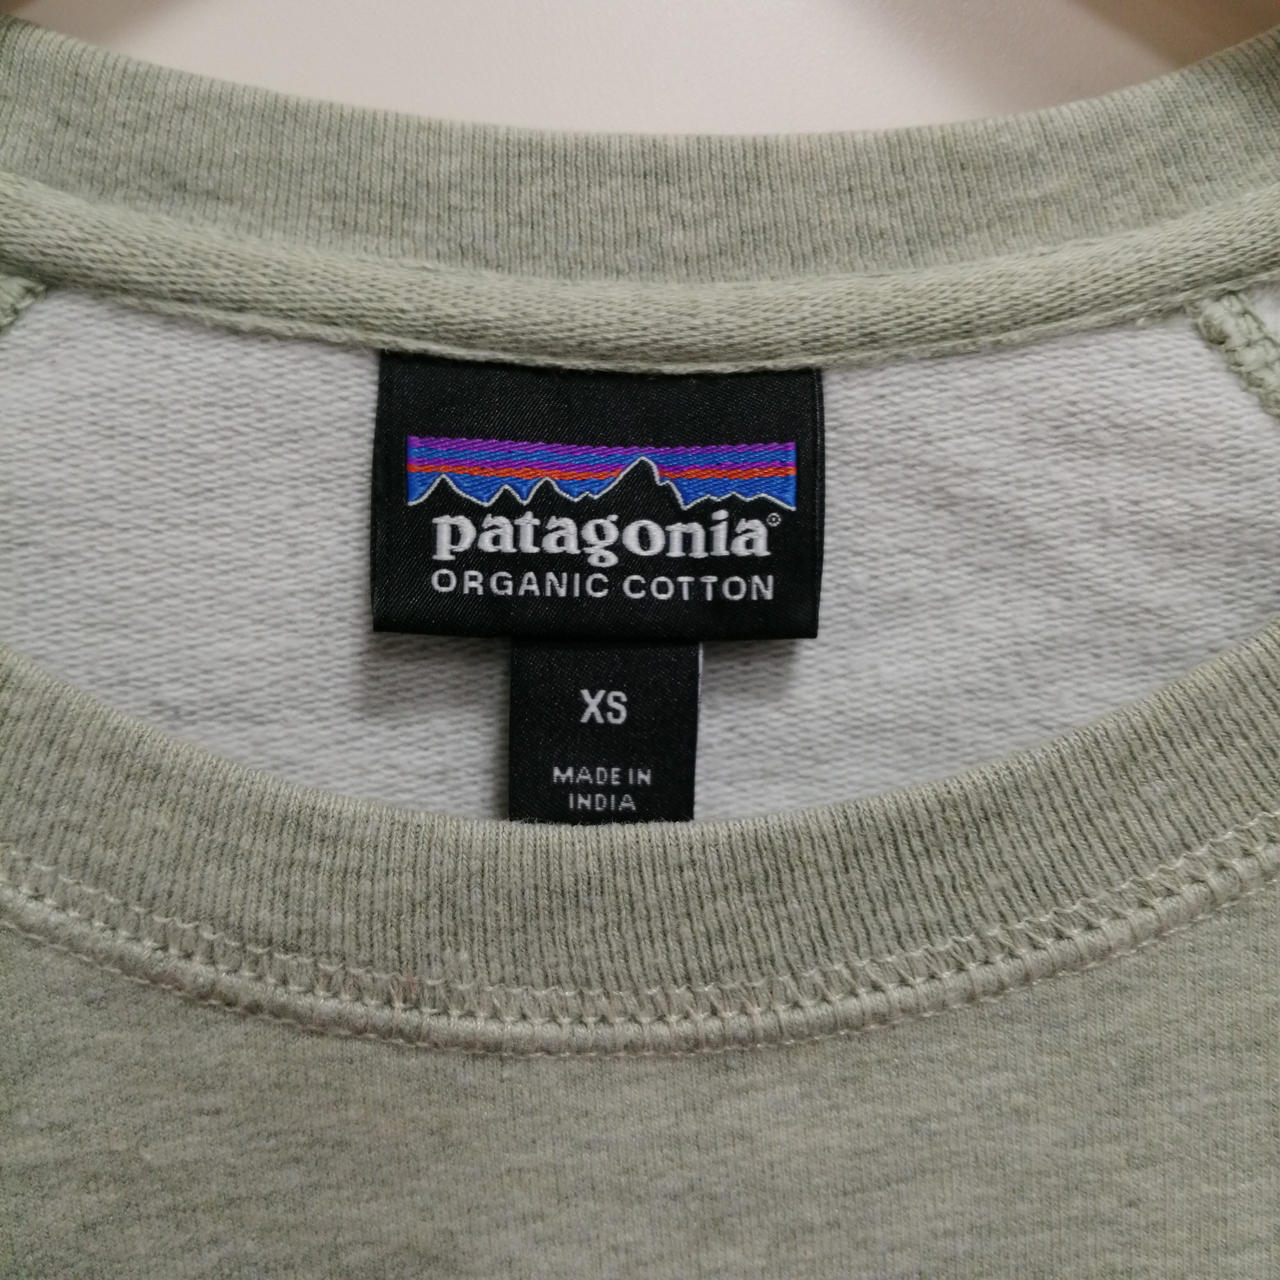 patagonia®
ORGANIC COTTON
XS
MADE IN
INDIA